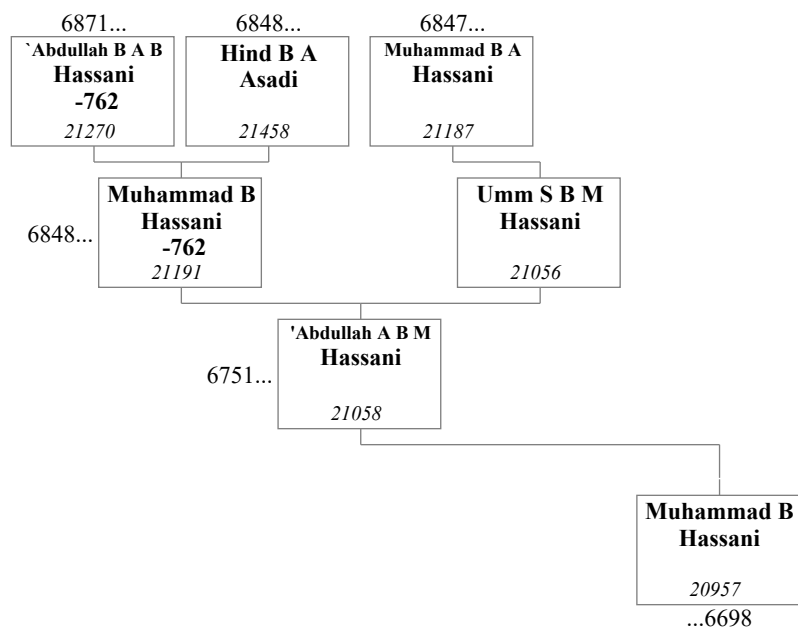 6871...
6848...
6847...
`Abdullah B A B
Hassani
-762
21270
Hind B A
Asadi
21458
Muhammad B A
Hassani
21187
6848...
Muhammad B
Hassani
-762
21191
Umm S B M
Hassani
21056
6751...
'Abdullah A B M
Hassani
21058
Muhammad B
Hassani
20957
...6698